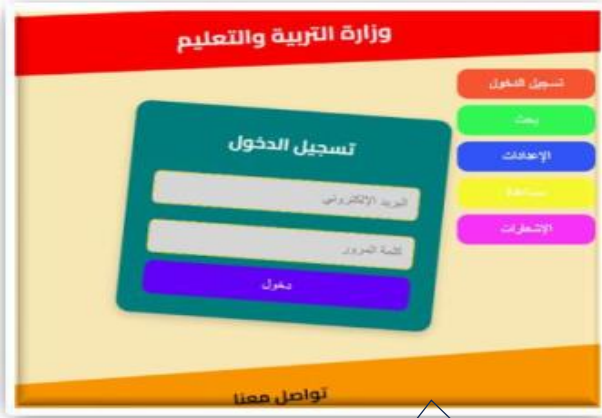 وزارة التربية والتعليم
تسجيل الدخول
بحث
الإعدادات
مساعدة
الإشعارات
تسجيل الدخول
البريد الإلكتروني
كلمة المرور
دخول
تواصل معنا